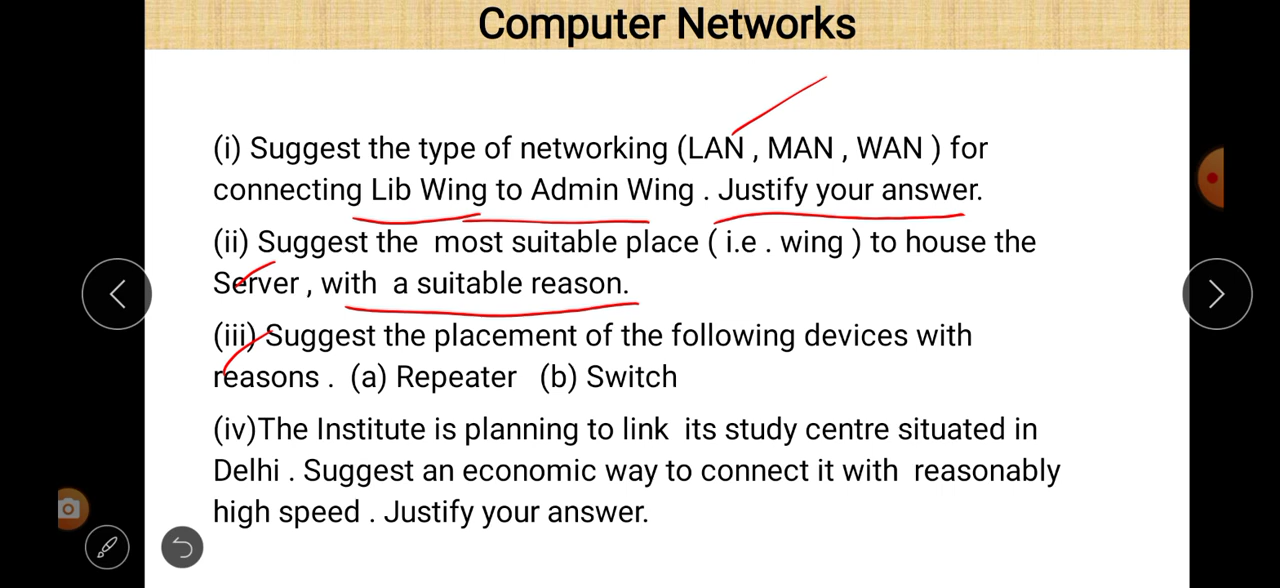 Computer Networks
(i) Suggest the type of networking (LAN , MAN , WAN ) for
connecting Lib Wing to Admin Wing . Justify your answer.
(ii) Suggest the most suitable place ( i.e . wing ) to house the
Server , with a suitable reason.
(iii) Suggest the placement of the following devices with
reasons . (a) Repeater (b) Switch
(iv)The Institute is planning to link its study centre situated in
Delhi . Suggest an economic way to connect it with reasonably
high speed . Justify your answer.